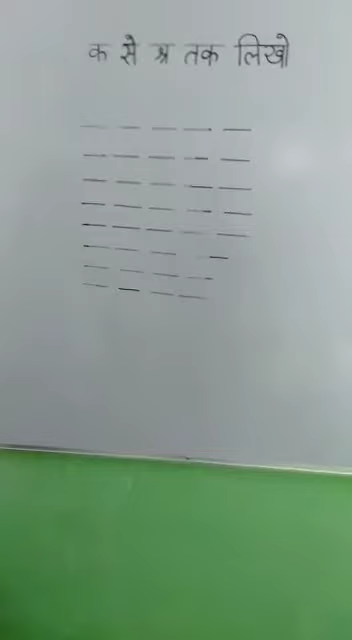 क से श्र तक लिखो